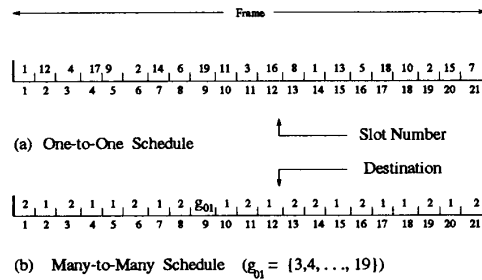 Frame
1 12 4 17 9 2 14 6 19 11 3 16 8 1 13 5 18 10 2 15 7
1 2 3 4 5 6 7 8 9 10 11 12 13 14 15 16 17 18 19 20 21
(a) One-to-One Schedule
Slot Number
Destination
2 1 2 1 1 2 1 2 g01 1 2 1 2 2 1 1 2 1 2 1 2
1 2 3 4 5 6 7 8 9 10 11 12 13 14 15 16 17 18 19 20 21
(b) Many-to-Many Schedule (g01 = {3,4, . . ., 19})